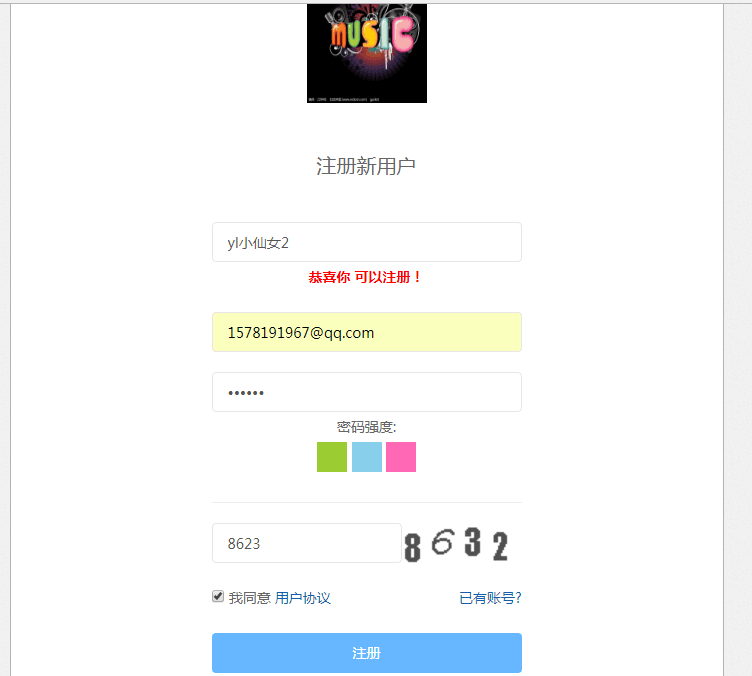 MUSIC
注册新用户
yl小仙女2
恭喜你 可以注册！
1578191967@qq.com
••••••
密码强度:
8623
8632
我同意 用户协议
已有账号?
注册